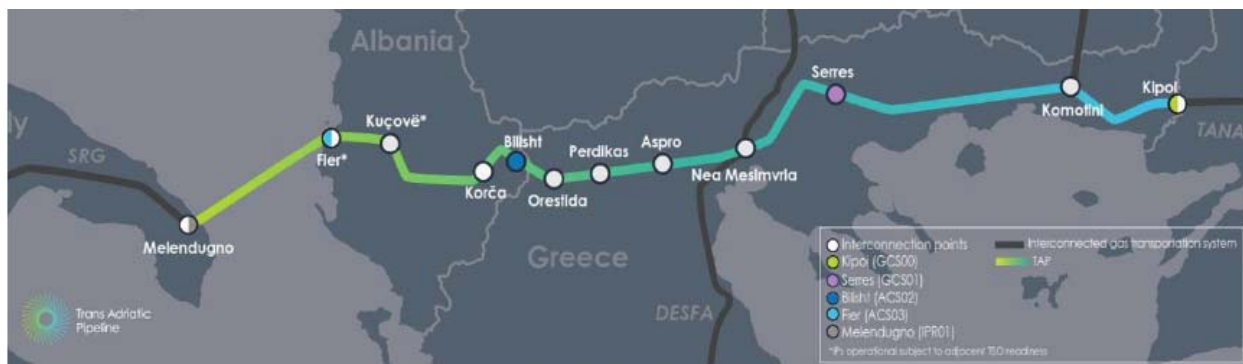 Albania
Serres
Kipoi
Kuçovë*
Komotini
TANA
ly
SRG
Fier*
Bilisht
Perdikas
Aspro
Nea Mesimvria
Korča
Orestida
Melendugno
Greece
DESFA
Interconnection points
Kipoi (GCS00)
Serres (GCS01)
Bilisht (ACS02)
Fier (ACS03)
Melendugno (IPR01)
*IPs operational subject to adjacent TSO readiness
Interconnected gas transportation system
TAP
Trans Adriatic
Pipeline